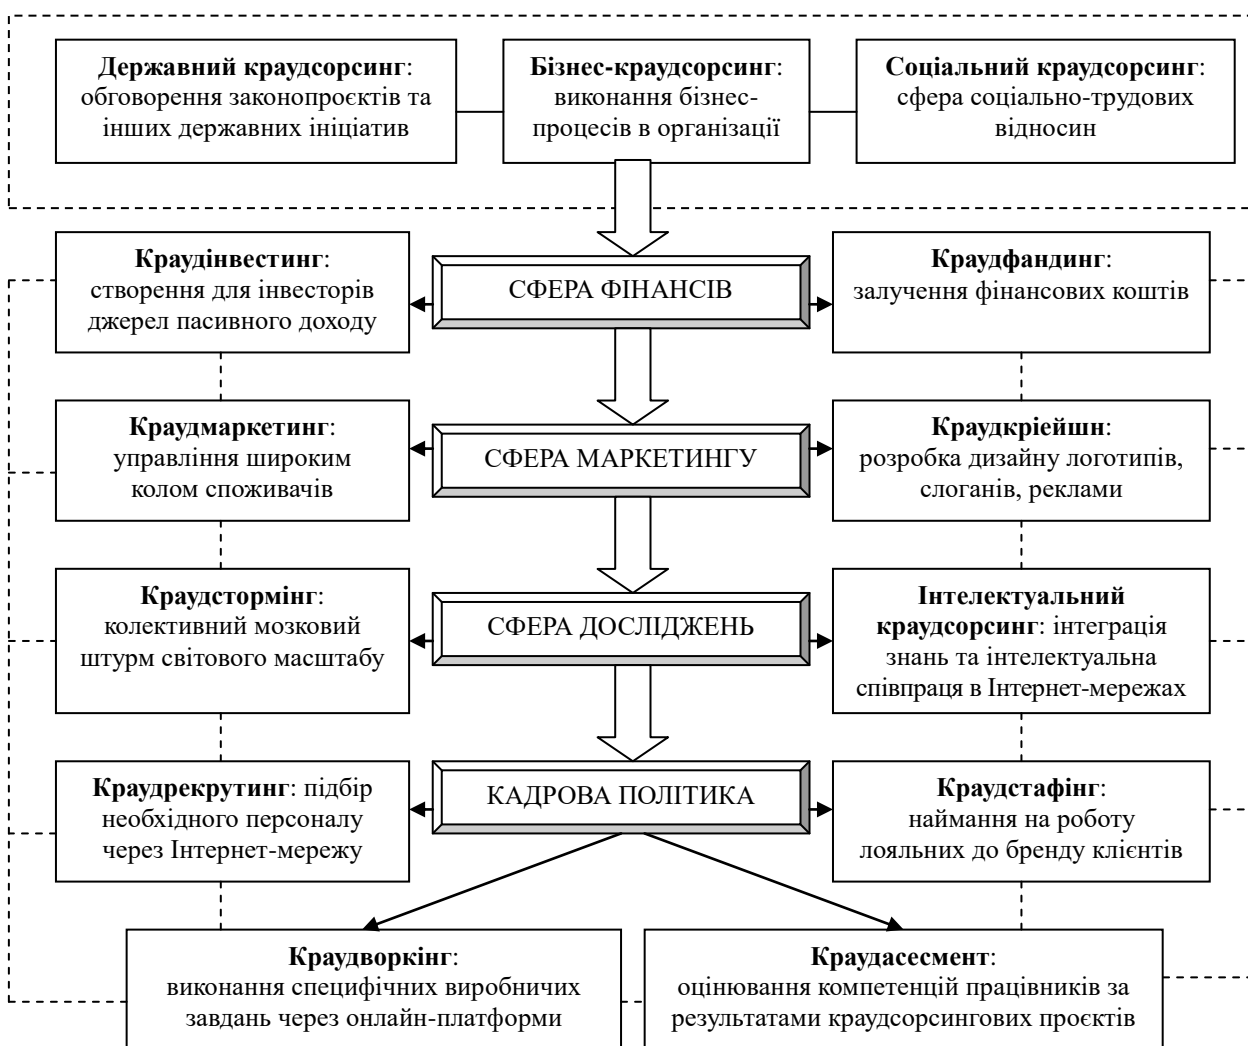 Державний краудсорсинг:
обговорення законопроєктів та
інших державних ініціатив
Бізнес-краудсорсинг:
виконання бізнес-
процесів в організації
Соціальний краудсорсинг:
сфера соціально-трудових
відносин
Краудінвестинг:
створення для інвесторів
джерел пасивного доходу
СФЕРА ФІНАНСІВ
Краудфандинг:
залучення фінансових коштів
Краудмаркетинг:
управління широким
колом споживачів
СФЕРА МАРКЕТИНГУ
Краудкріейшн:
розробка дизайну логотипів,
слоганів, реклами
Краудстормінг:
колективний мозковий
штурм світового масштабу
СФЕРА ДОСЛІДЖЕНЬ
Інтелектуальний
краудсорсинг: інтеграція
знань та інтелектуальна
співпраця в Інтернет-мережах
Краудрекрутинг: підбір
необхідного персоналу
через Інтернет-мережу
КАДРОВА ПОЛІТИКА
Краудстафінг:
наймання на роботу
лояльних до бренду клієнтів
Краудворкінг:
виконання специфічних виробничих
завдань через онлайн-платформи
Краудасесмент:
оцінювання компетенцій працівників за
результатами краудсорсингових проєктів